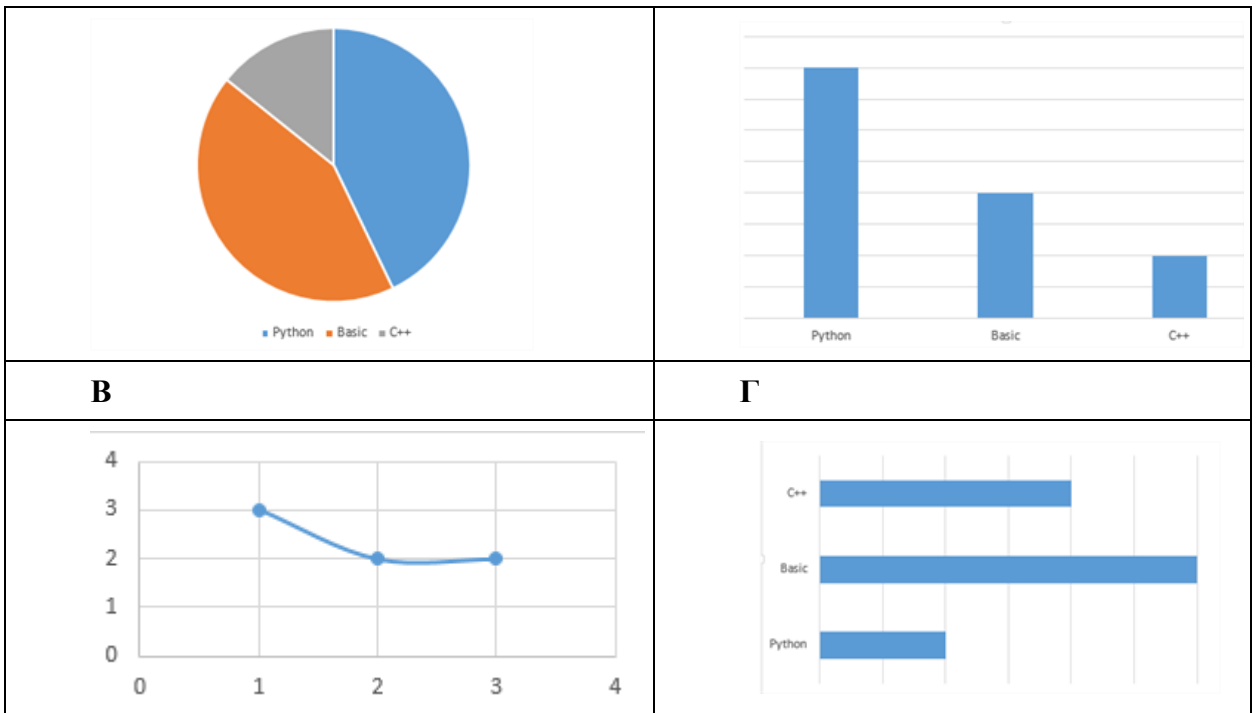 Python Basic C++
Python Basic C++
В
Г
4
3
2
1
0
0 1 2 3 4
C++
Basic
Python